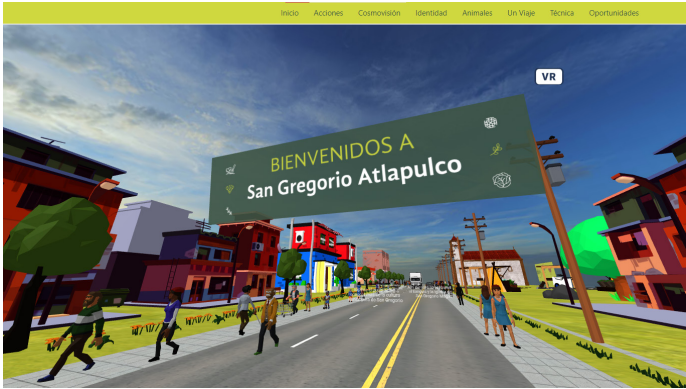 Inicio Acciones Cosmovisión Identidad Animales Un Viaje Técnica Oportunidades
VR
BIENVENIDOS A
San Gregorio Atlapulco